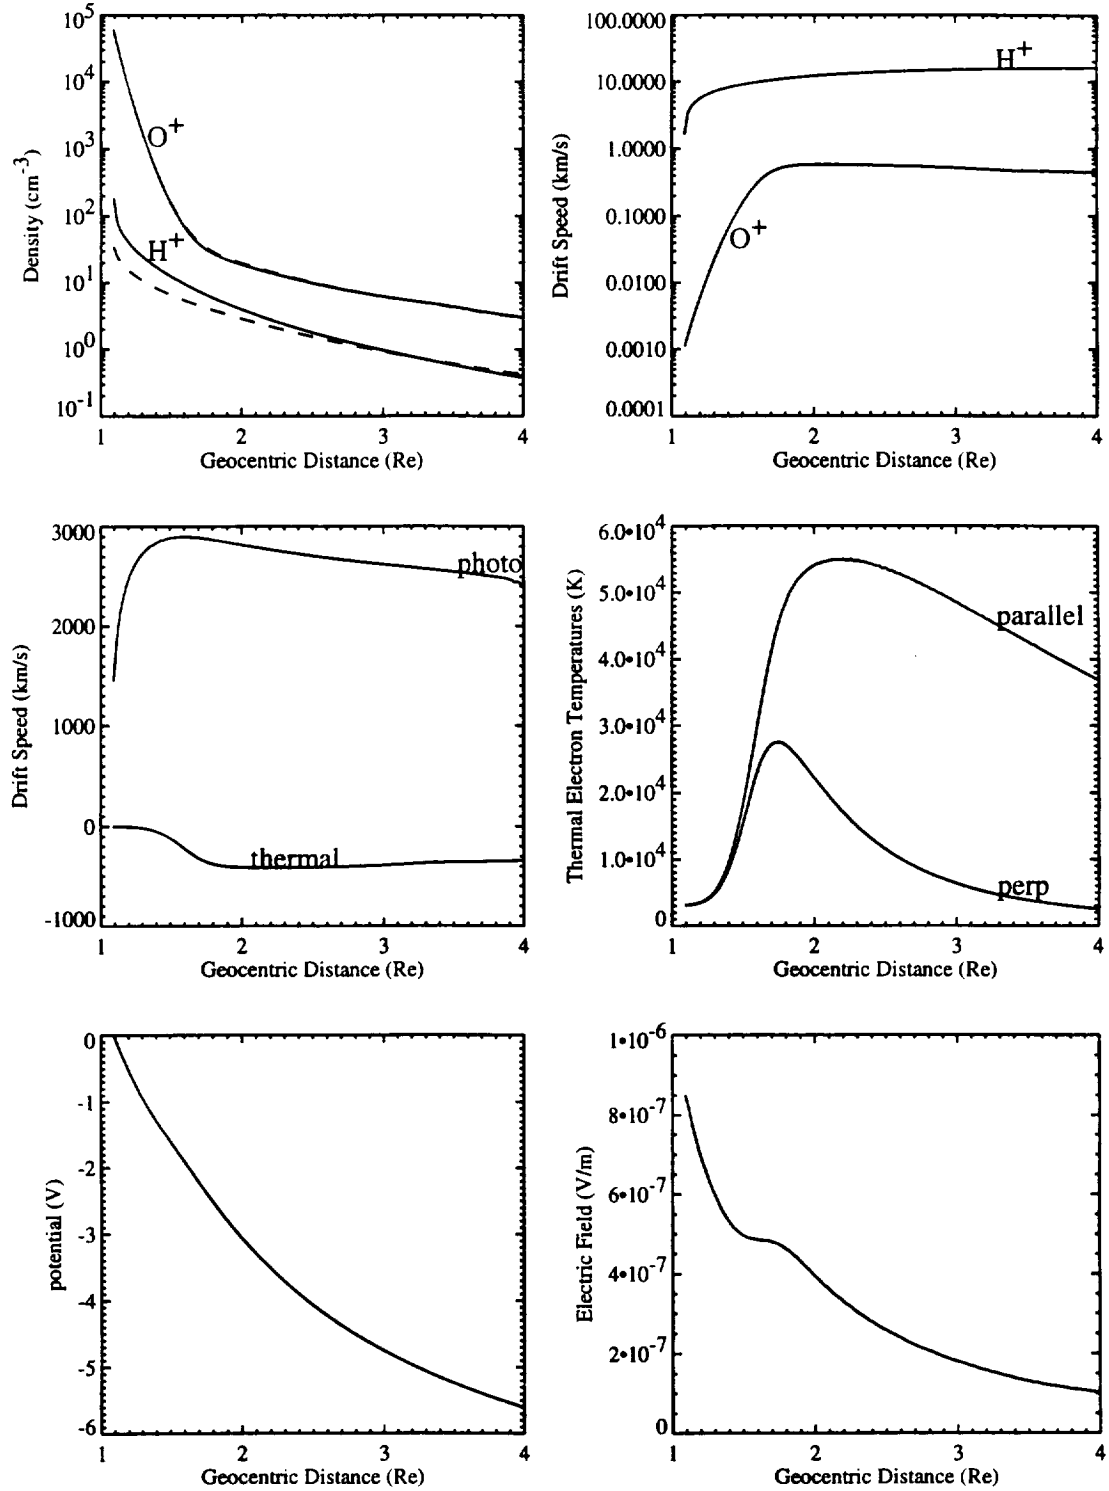 10^5
10^4
10^3
10^2
10^1
10^0
10^-1
Density (cm^-3)
O^+
H^+
1 2 3 4
Geocentric Distance (Re)
100.0000
10.0000
1.0000
0.1000
0.0100
0.0010
0.0001
Drift Speed (km/s)
H^+
O^+
1 2 3 4
Geocentric Distance (Re)
3000
2000
1000
0
-1000
Drift Speed (km/s)
photo
thermal
1 2 3 4
Geocentric Distance (Re)
6.0•10^4
5.0•10^4
4.0•10^4
3.0•10^4
2.0•10^4
1.0•10^4
0
Thermal Electron Temperatures (K)
parallel
perp
1 2 3 4
Geocentric Distance (Re)
0
-1
-2
-3
-4
-5
-6
potential (V)
1 2 3 4
Geocentric Distance (Re)
1•10^-6
8•10^-7
6•10^-7
4•10^-7
2•10^-7
0
Electric Field (V/m)
1 2 3 4
Geocentric Distance (Re)